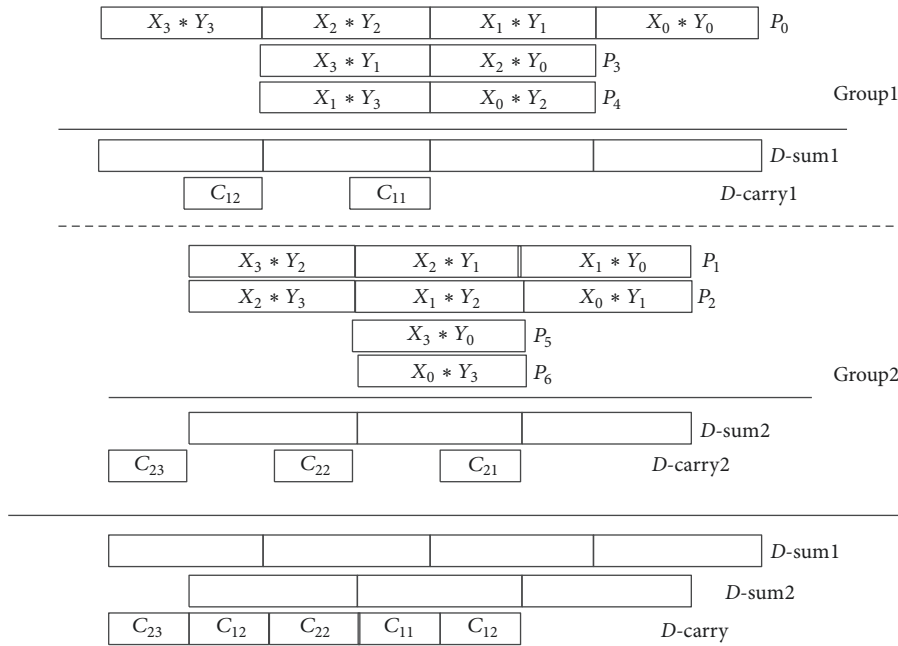 X₃ * Y₃ X₂ * Y₂ X₁ * Y₁ X₀ * Y₀ P₀
X₃ * Y₁ X₂ * Y₀ P₃
X₁ * Y₃ X₀ * Y₂ P₄
Group1
D-sum1
C₁₂ C₁₁ D-carry1
X₃ * Y₂ X₂ * Y₁ X₁ * Y₀ P₁
X₂ * Y₃ X₁ * Y₂ X₀ * Y₁ P₂
X₃ * Y₀ P₅
X₀ * Y₃ P₆
Group2
D-sum2
C₂₃ C₂₂ C₂₁ D-carry2
D-sum1
D-sum2
C₂₃ C₁₂ C₂₂ C₁₁ C₁₂ D-carry